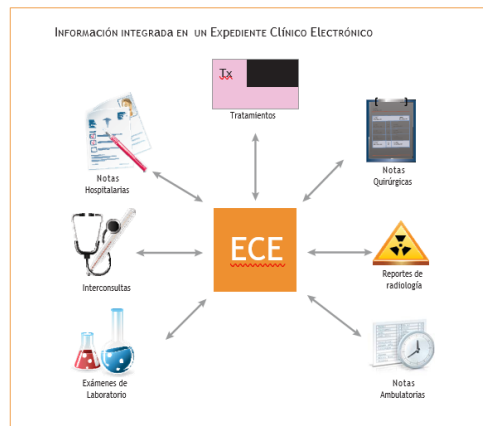 INFORMACIÓN INTEGRADA EN UN EXPEDIENTE CLÍNICO ELECTRÓNICO
Tx
Tratamientos
Notas
Hospitalarias
Notas
Quirúrgicas
Interconsultas
ECE
Reportes de
radiología
Exámenes de
Laboratorio
Notas
Ambulatorias